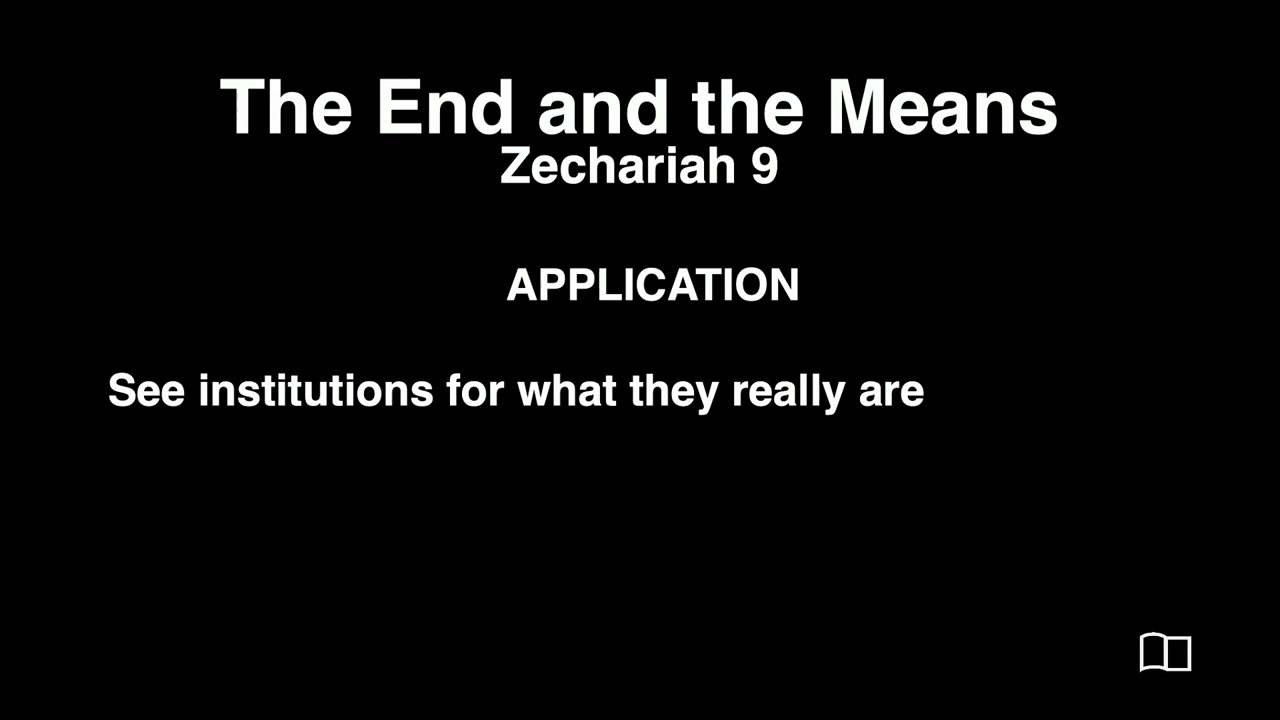 The End and the Means
Zechariah 9
APPLICATION
See institutions for what they really are